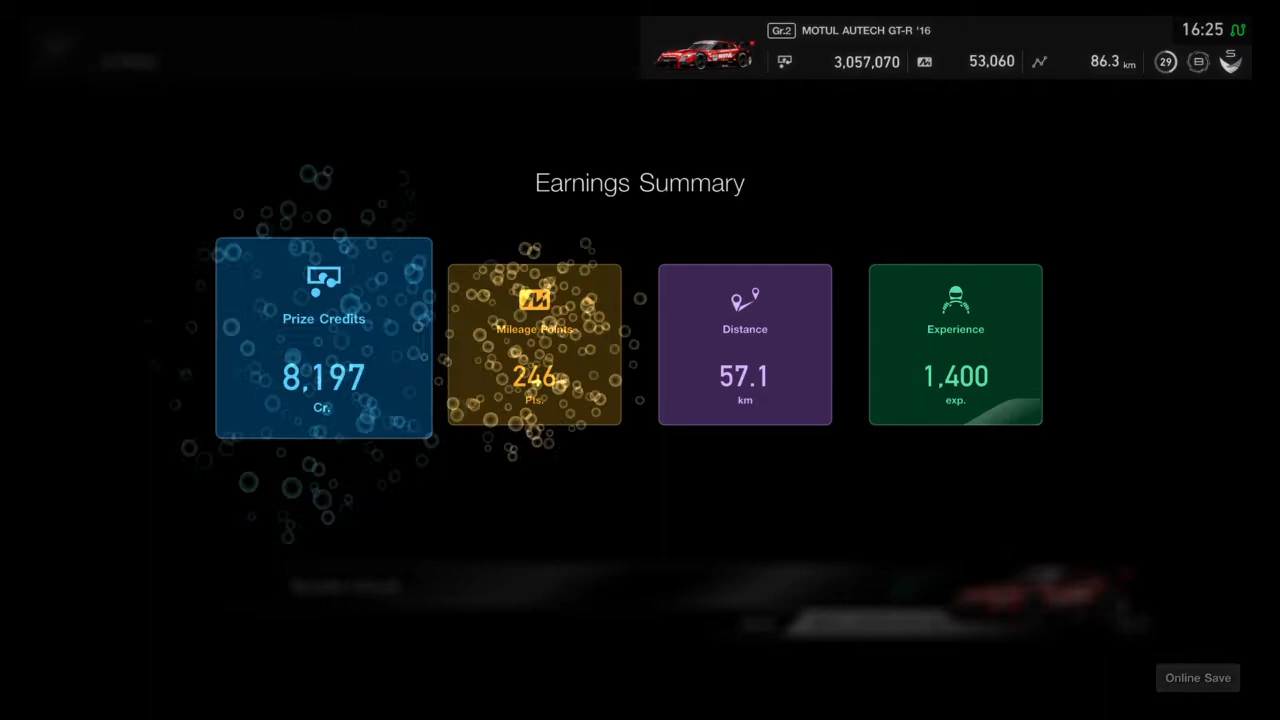 Gr.2 MOTUL AUTECH GT-R '16
16:25
3,057,070 53,060 86.3 km 29 B S
Earnings Summary
Prize Credits
8,197
Cr.
Mileage Points
246
Pts.
Distance
57.1
km
Experience
1,400
exp.
Online Save